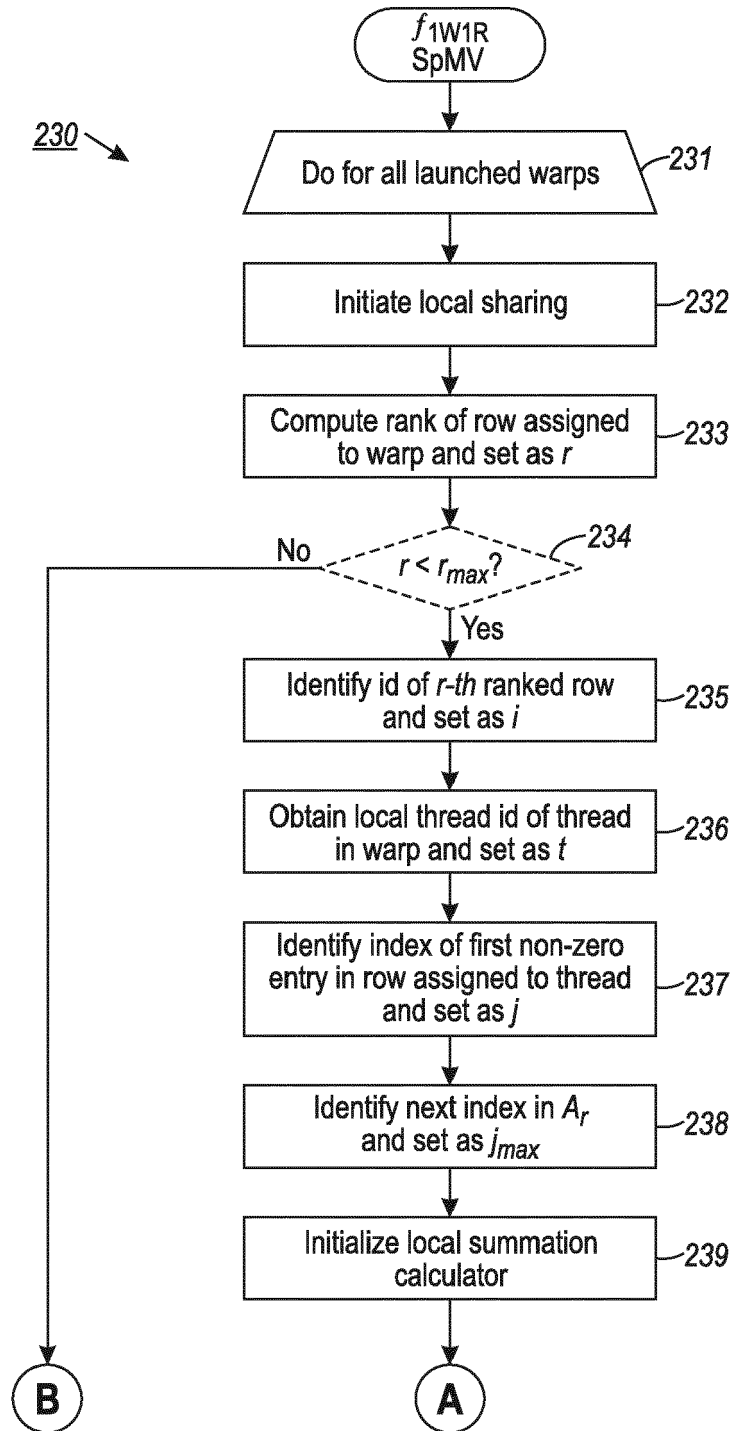 f1W1R
SpMV
230
Do for all launched warps
231
Initiate local sharing
232
Compute rank of row assigned
to warp and set as r
233
234
No
r < rmax?
Yes
Identify id of r-th ranked row
and set as i
235
Obtain local thread id of thread
in warp and set as t
236
Identify index of first non-zero
entry in row assigned to thread
and set as j
237
Identify next index in Ar
and set as jmax
238
Initialize local summation
calculator
239
B
A